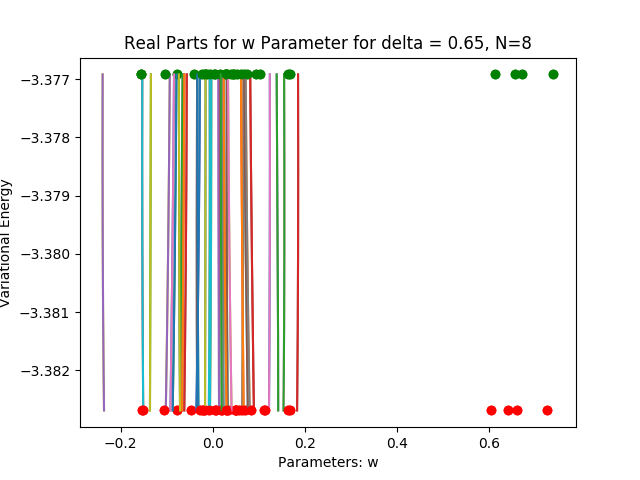 Real Parts for w Parameter for delta = 0.65, N=8
Variational Energy
−3.377
−3.378
−3.379
−3.380
−3.381
−3.382
−0.2 0.0 0.2 0.4 0.6
Parameters: w